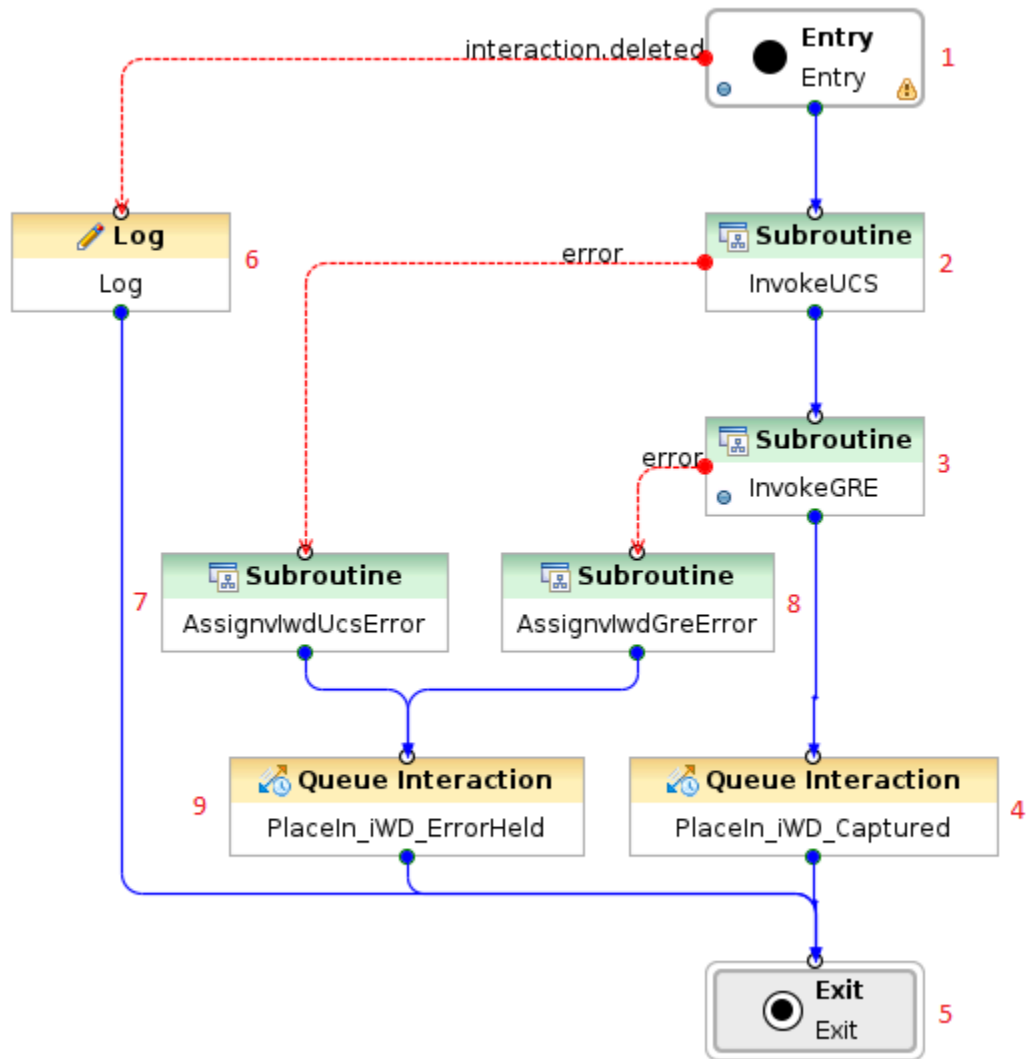 Entry
Entry
1
interaction.deleted
Log
Log
6
error
Subroutine
InvokeUCS
2
error
Subroutine
InvokeGRE
3
7
Subroutine
AssignvIwdUcsError
Subroutine
AssignvIwdGreError
8
9
Queue Interaction
PlaceIn_iWD_ErrorHeld
Queue Interaction
PlaceIn_iWD_Captured
4
Exit
Exit
5